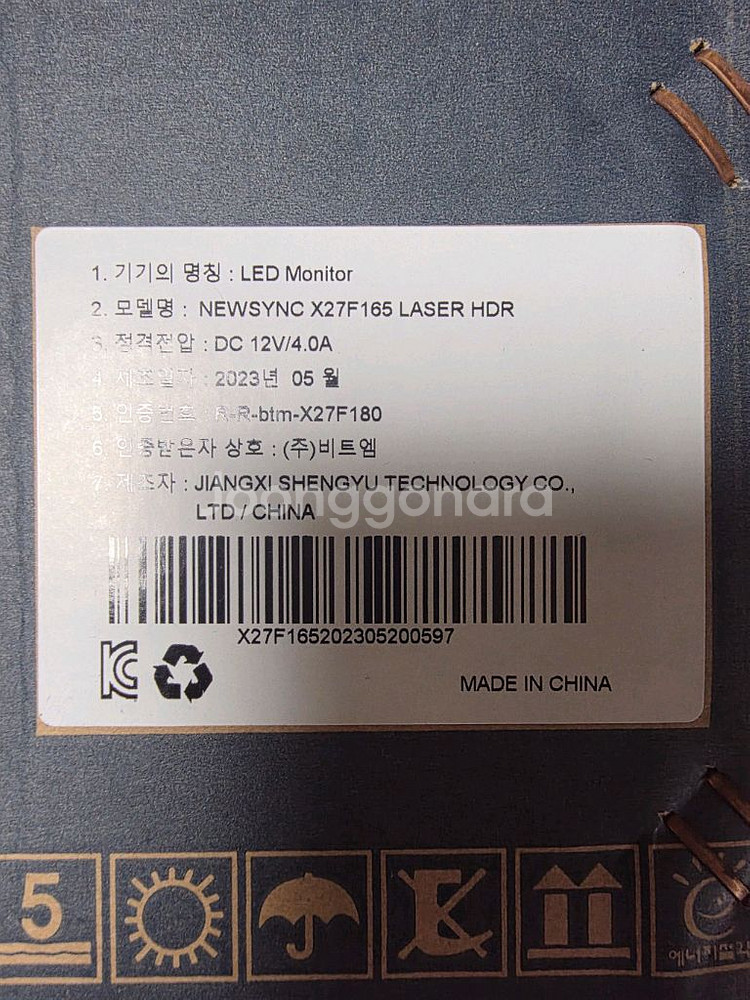 1. 기기의 명칭 : LED Monitor
2. 모델명 : NEWSYNC X27F165 LASER HDR
3. 정격전압 : DC 12V/4.0A
4. 제조일자 : 2023년 05 월
5. 인증번호 : R-R-btm-X27F180
6. 인증받은자 상호 : (주)비트엠
7. 제조자 : JIANGXI SHENGYU TECHNOLOGY CO.,
LTD / CHINA
joonggonara
X27F165202305200597
MADE IN CHINA
5